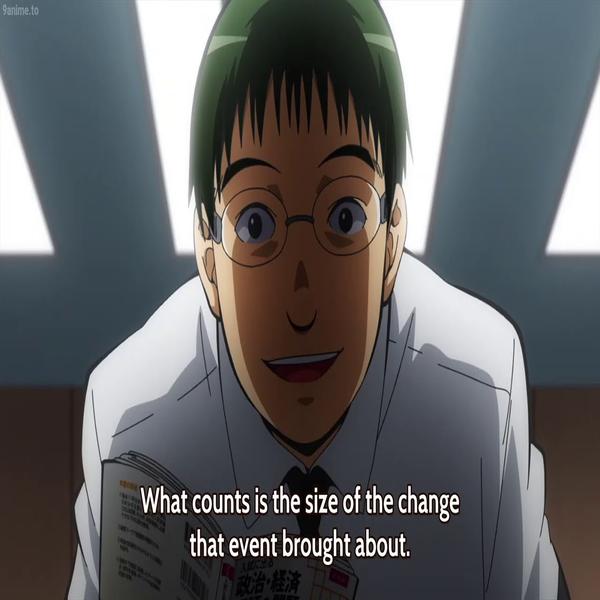 9anime.to
What counts is the size of the change
that event brought about.
政治・経済